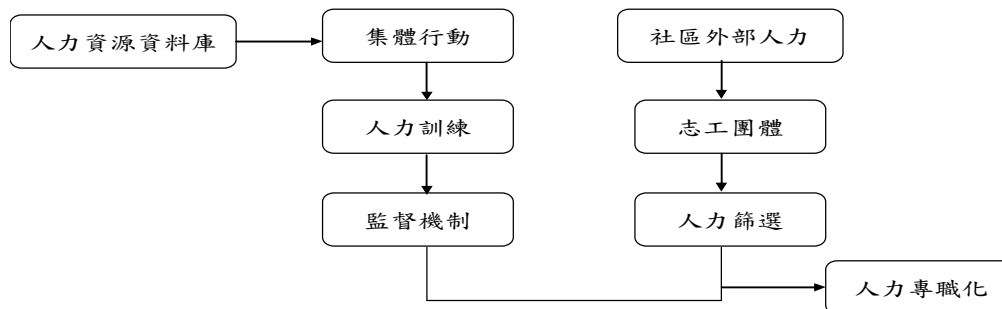 人力資源資料庫
集體行動
社區外部人力
人力訓練
志工團體
監督機制
人力篩選
人力專職化